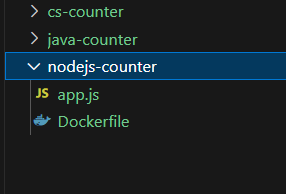 cs-counter
java-counter
nodejs-counter
JS app.js
Dockerfile